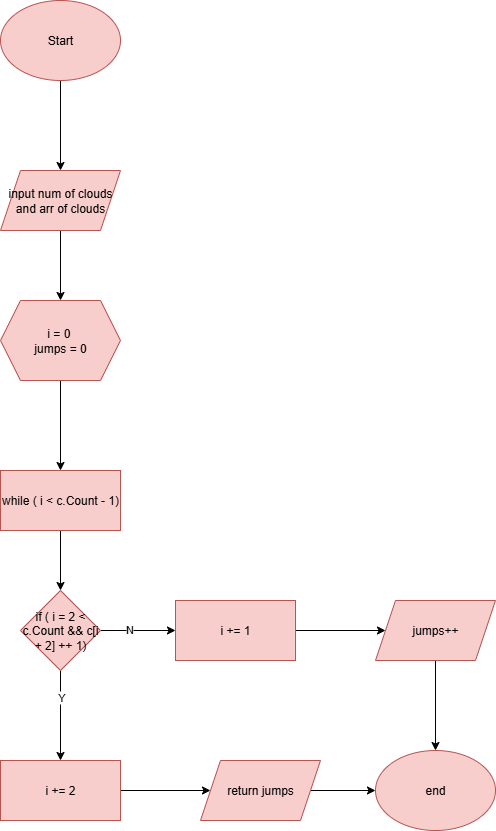 Start
input num of clouds
and arr of clouds
i = 0
jumps = 0
while ( i < c.Count - 1)
if ( i = 2 <
c.Count && c[i
+ 2] ++ 1)
N
i += 1
jumps++
Y
i += 2
return jumps
end